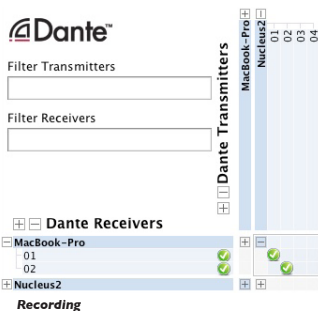 Dante™
Filter Transmitters
Filter Receivers
Dante Transmitters
MacBook-Pro
Nucleus2
01
02
03
04
Dante Receivers
MacBook-Pro
01
02
Nucleus2
Recording